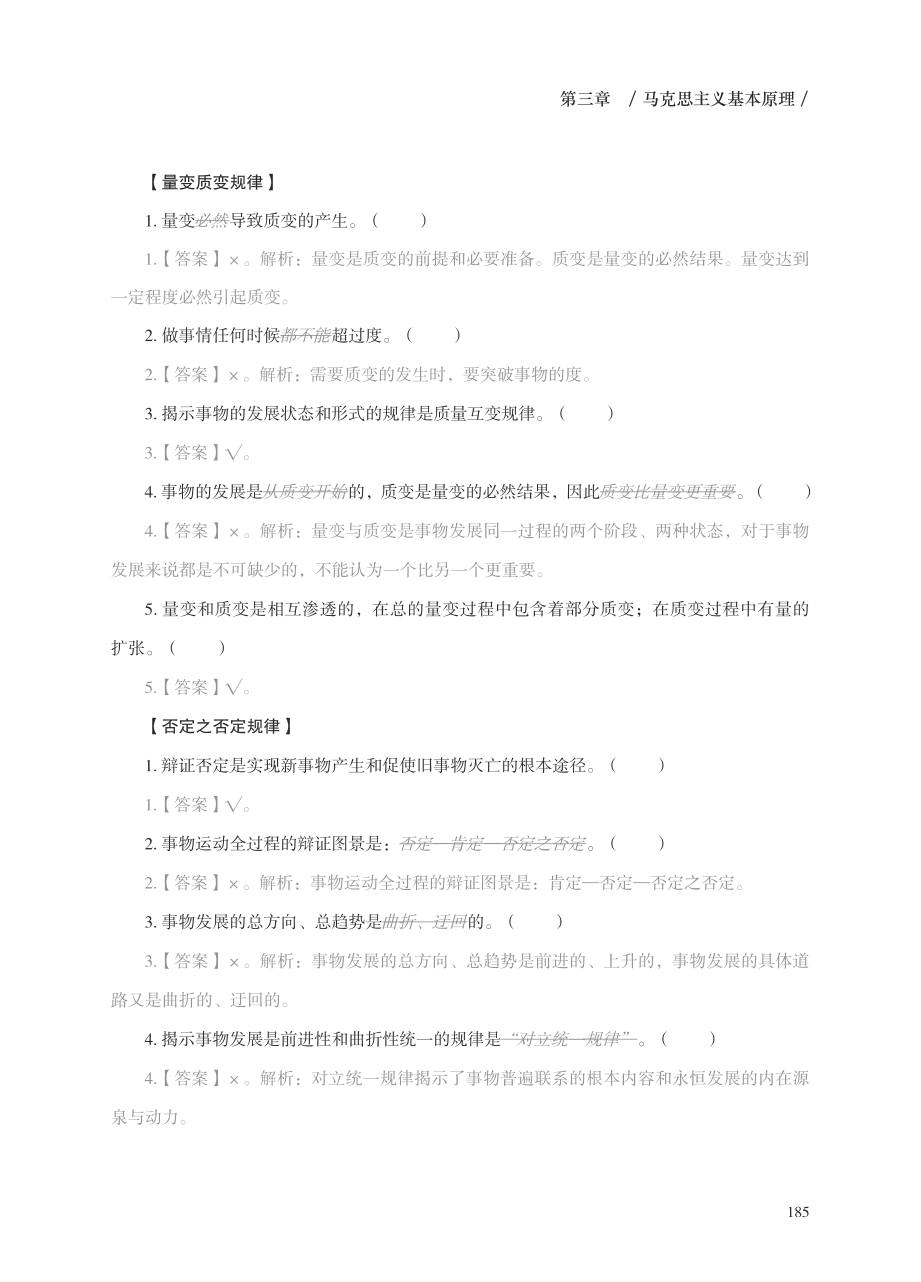 第三章 / 马克思主义基本原理 /
【量变质变规律】
1. 量变必然导致质变的产生。（　　）
1.【答案】×。解析：量变是质变的前提和必要准备。质变是量变的必然结果。量变达到
一定程度必然引起质变。
2. 做事情任何时候都不能超过度。（　　）
2.【答案】×。解析：需要质变的发生时，要突破事物的度。
3. 揭示事物的发展状态和形式的规律是质量互变规律。（　　）
3.【答案】√。
4. 事物的发展是从质变开始的，质变是量变的必然结果，因此质变比量变更重要。（　　）
4.【答案】×。解析：量变与质变是事物发展同一过程的两个阶段、两种状态，对于事物
发展来说都是不可缺少的，不能认为一个比另一个更重要。
5. 量变和质变是相互渗透的，在总的量变过程中包含着部分质变；在质变过程中有量的
扩张。（　　）
5.【答案】√。
【否定之否定规律】
1. 辩证否定是实现新事物产生和促使旧事物灭亡的根本途径。（　　）
1.【答案】√。
2. 事物运动全过程的辩证图景是：否定—肯定—否定之否定。（　　）
2.【答案】×。解析：事物运动全过程的辩证图景是：肯定—否定—否定之否定。
3. 事物发展的总方向、总趋势是曲折、迂回的。（　　）
3.【答案】×。解析：事物发展的总方向、总趋势是前进的、上升的，事物发展的具体道
路又是曲折的、迂回的。
4. 揭示事物发展是前进性和曲折性统一的规律是“对立统一规律”。（　　）
4.【答案】×。解析：对立统一规律揭示了事物普遍联系的根本内容和永恒发展的内在源
泉与动力。
185